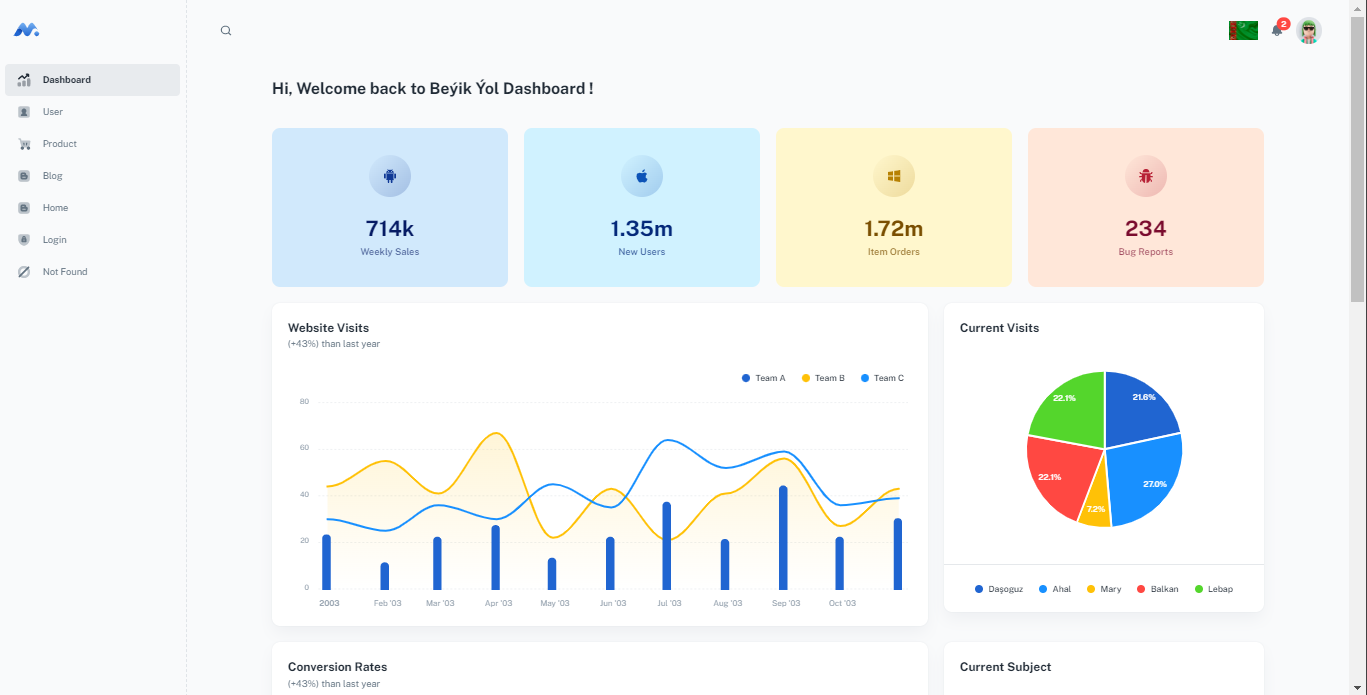 2
Dashboard
User
Product
Blog
Home
Login
Not Found
Hi, Welcome back to Beýik Ýol Dashboard !
714k
Weekly Sales
1.35m
New Users
1.72m
Item Orders
234
Bug Reports
Website Visits
(+43%) than last year
Team A Team B Team C
80
60
40
20
0
2003 Feb '03 Mar '03 Apr '03 May '03 Jun '03 Jul '03 Aug '03 Sep '03 Oct '03
Current Visits
22.1% 21.6%
22.1% 27.0%
7.2%
Daşoguz Ahal Mary Balkan Lebap
Conversion Rates
(+43%) than last year
Current Subject